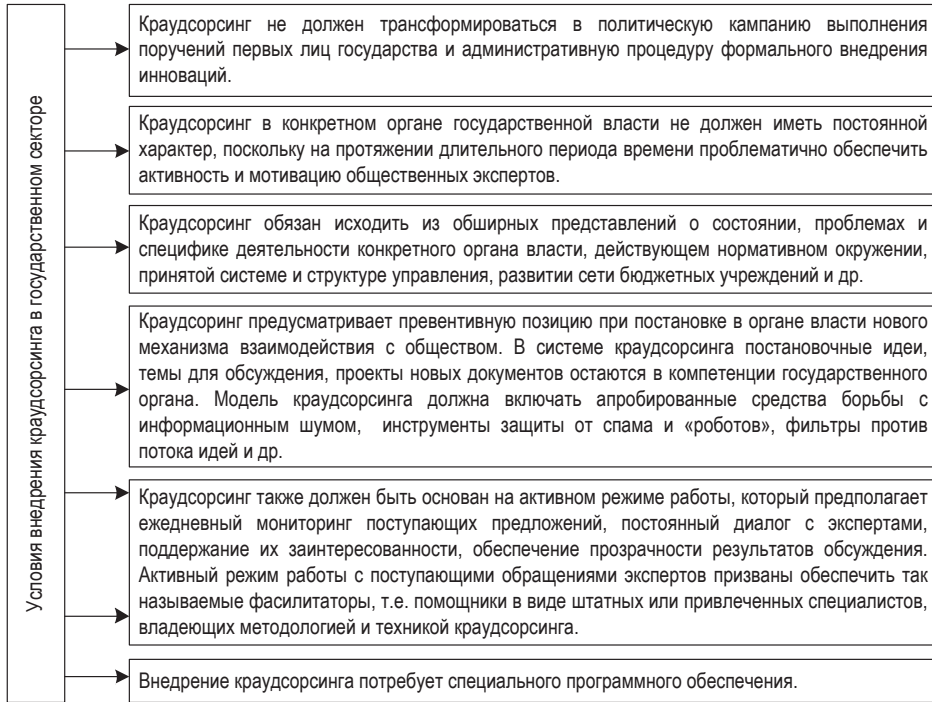 Условия внедрения краудсорсинга в государственном секторе
Краудсорсинг не должен трансформироваться в политическую кампанию выполнения
поручений первых лиц государства и административную процедуру формального внедрения
инноваций.
Краудсорсинг в конкретном органе государственной власти не должен иметь постоянной
характер, поскольку на протяжении длительного периода времени проблематично обеспечить
активность и мотивацию общественных экспертов.
Краудсорсинг обязан исходить из обширных представлений о состоянии, проблемах и
специфике деятельности конкретного органа власти, действующем нормативном окружении,
принятой системе и структуре управления, развитии сети бюджетных учреждений и др.
Краудсоринг предусматривает превентивную позицию при постановке в органе власти нового
механизма взаимодействия с обществом. В системе краудсорсинга постановочные идеи,
темы для обсуждения, проекты новых документов остаются в компетенции государственного
органа. Модель краудсорсинга должна включать апробированные средства борьбы с
информационным шумом, инструменты защиты от спама и «роботов», фильтры против
потока идей и др.
Краудсорсинг также должен быть основан на активном режиме работы, который предполагает
ежедневный мониторинг поступающих предложений, постоянный диалог с экспертами,
поддержание их заинтересованности, обеспечение прозрачности результатов обсуждения.
Активный режим работы с поступающими обращениями экспертов призваны обеспечить так
называемые фасилитаторы, т.е. помощники в виде штатных или привлеченных специалистов,
владеющих методологией и техникой краудсорсинга.
Внедрение краудсорсинга потребует специального программного обеспечения.